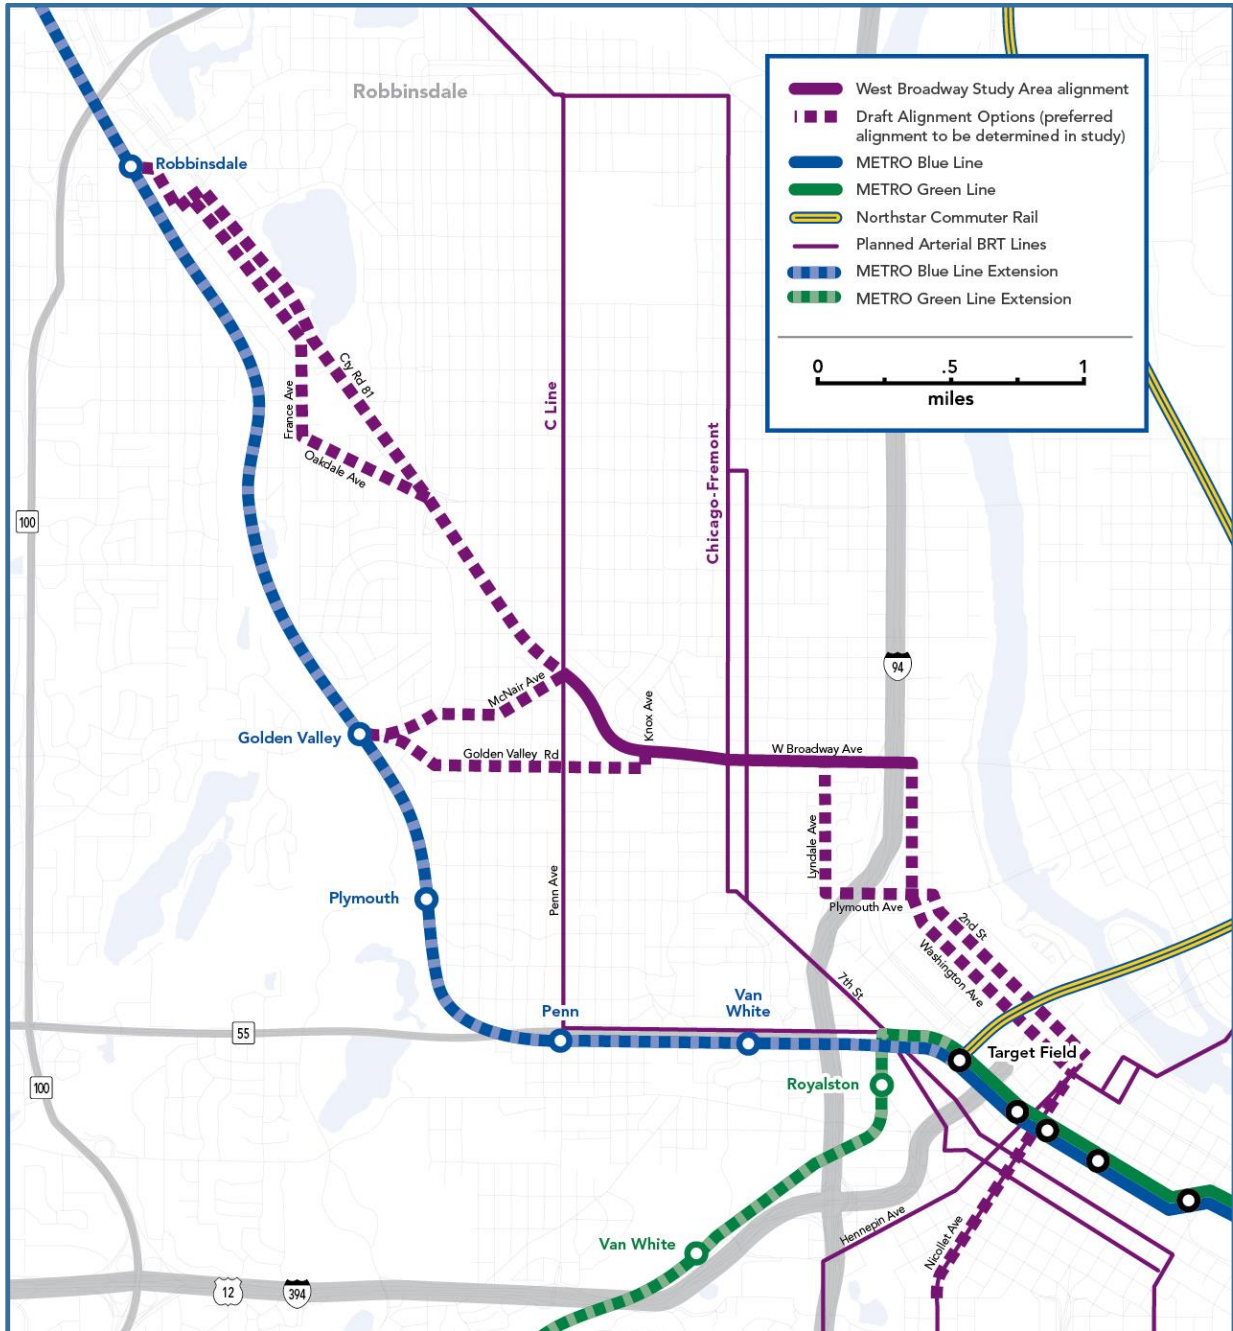 Robbinsdale
West Broadway Study Area alignment
Draft Alignment Options (preferred
alignment to be determined in study)
METRO Blue Line
METRO Green Line
Northstar Commuter Rail
Planned Arterial BRT Lines
METRO Blue Line Extension
METRO Green Line Extension
0 .5 1
miles
Robbinsdale
Cty Rd 81
France Ave
Oakdale Ave
C Line
Chicago-Fremont
100
94
McNair Ave
Knox Ave
Golden Valley
Golden Valley Rd
W Broadway Ave
Lyndale Ave
Penn Ave
Plymouth
Plymouth Ave
2nd St
Washington Ave
7th St
Penn
Van
White
55
Target Field
100
Royalston
Hennepin Ave
Nicollet Ave
Van White
12
394